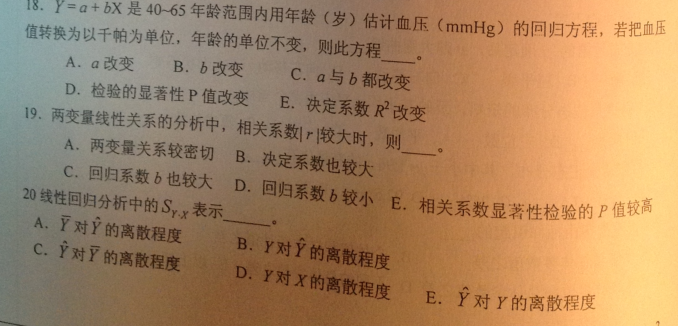 18. Ŷ = a + bX 是 40~65 年龄范围内用年龄（岁）估计血压（mmHg）的回归方程，若把血压
值转换为以千帕为单位，年龄的单位不变，则此方程____。
A. a 改变 B. b 改变 C. a 与 b 都改变
D. 检验的显著性 P 值改变 E. 决定系数 R² 改变
19. 两变量线性关系的分析中，相关系数| r |较大时，则____。
A. 两变量关系较密切 B. 决定系数也较大
C. 回归系数 b 也较大 D. 回归系数 b 较小 E. 相关系数显著性检验的 P 值较高
20 线性回归分析中的 S_{Y·X} 表示____。
A. Ȳ 对 Ŷ 的离散程度 B. Y 对 Ŷ 的离散程度
C. Ŷ 对 Ȳ 的离散程度 D. Y 对 X 的离散程度 E. Ŷ 对 Y 的离散程度